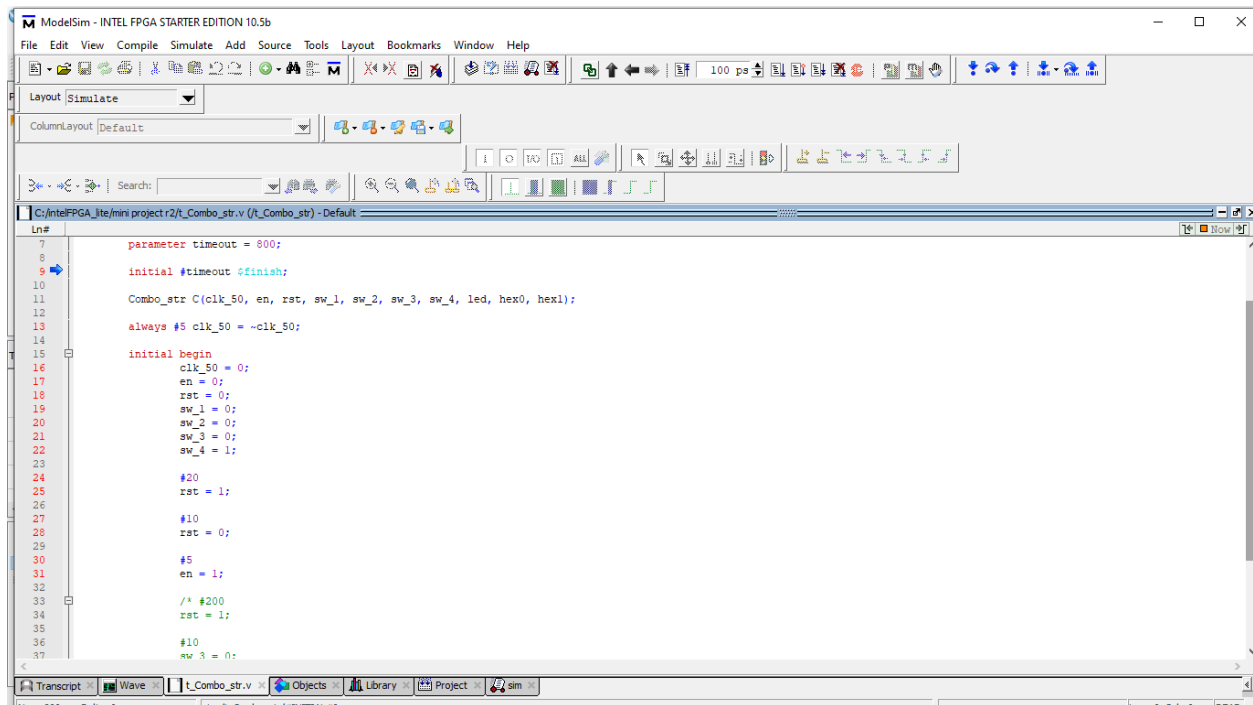 ModelSim - INTEL FPGA STARTER EDITION 10.5b
File Edit View Compile Simulate Add Source Tools Layout Bookmarks Window Help
100 ps
Layout Simulate
ColumnLayout Default
Search:
C:/intelFPGA_lite/mini project r2/t_Combo_str.v (/t_Combo_str) - Default
Ln# Now
7 parameter timeout = 800;
8
9 initial #timeout $finish;
10
11 Combo_str C(clk_50, en, rst, sw_1, sw_2, sw_3, sw_4, led, hex0, hex1);
12
13 always #5 clk_50 = ~clk_50;
14
15 initial begin
16 clk_50 = 0;
17 en = 0;
18 rst = 0;
19 sw_1 = 0;
20 sw_2 = 0;
21 sw_3 = 0;
22 sw_4 = 1;
23
24 #20
25 rst = 1;
26
27 #10
28 rst = 0;
29
30 #5
31 en = 1;
32
33 /* #200
34 rst = 1;
35
36 #10
37 sw_3 = 0;
Transcript Wave t_Combo_str.v Objects Library Project sim